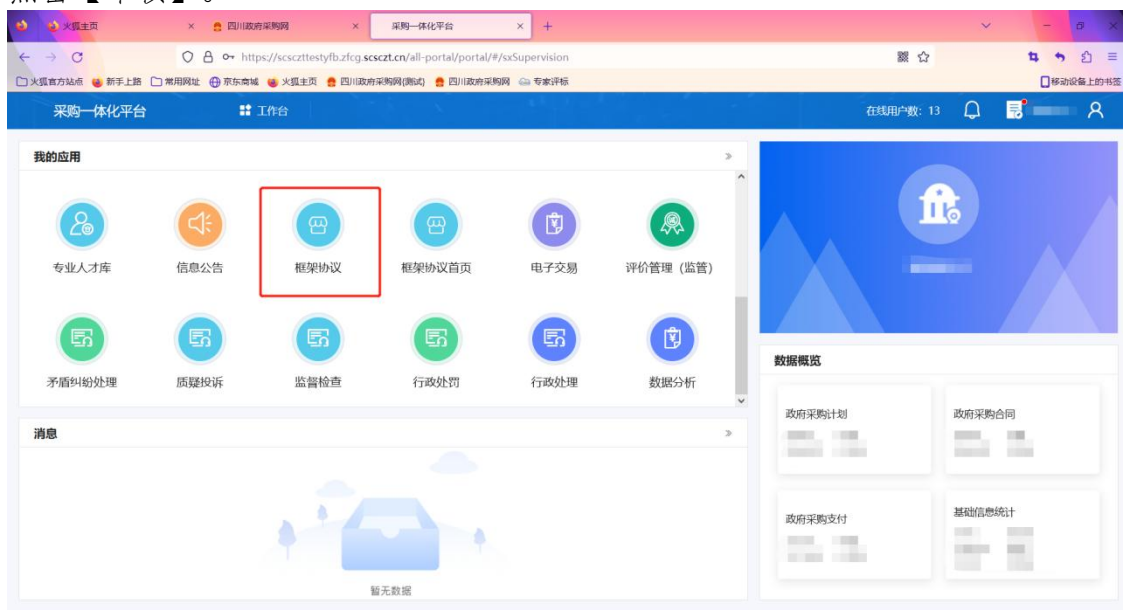 火狐主页
四川政府采购网
采购一体化平台
https://scsczttestyfb.zfcg.scsczt.cn/all-portal/portal/#/sxSupervision
火狐官方站点 新手上路 常用网址 京东商城 火狐主页 四川政府采购网(测试) 四川政府采购网 专家评标 移动设备上的书签
采购一体化平台 工作台 在线用户数: 13
我的应用
专业人才库 信息公告 框架协议 框架协议首页 电子交易 评价管理 (监管)
矛盾纠纷处理 质疑投诉 监督检查 行政处罚 行政处理 数据分析
消息
暂无数据
数据概览
政府采购计划 政府采购合同
政府采购支付 基础信息统计